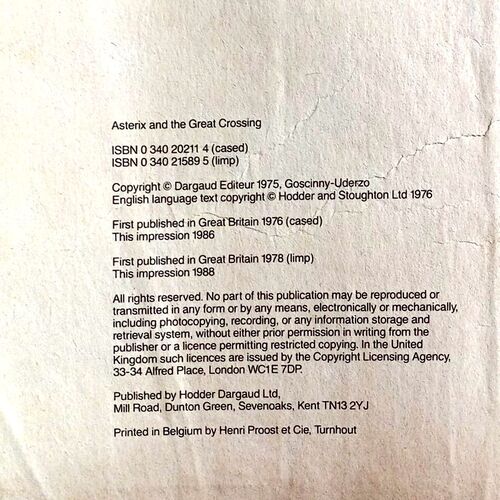 Asterix and the Great Crossing
ISBN 0 340 20211 4 (cased)
ISBN 0 340 21589 5 (limp)
Copyright © Dargaud Editeur 1975, Goscinny-Uderzo
English language text copyright © Hodder and Stoughton Ltd 1976
First published in Great Britain 1976 (cased)
This impression 1986
First published in Great Britain 1978 (limp)
This impression 1988
All rights reserved. No part of this publication may be reproduced or
transmitted in any form or by any means, electronically or mechanically,
including photocopying, recording, or any information storage and
retrieval system, without either prior permission in writing from the
publisher or a licence permitting restricted copying. In the United
Kingdom such licences are issued by the Copyright Licensing Agency,
33-34 Alfred Place, London WC1E 7DP.
Published by Hodder Dargaud Ltd,
Mill Road, Dunton Green, Sevenoaks, Kent TN13 2YJ
Printed in Belgium by Henri Proost et Cie, Turnhout